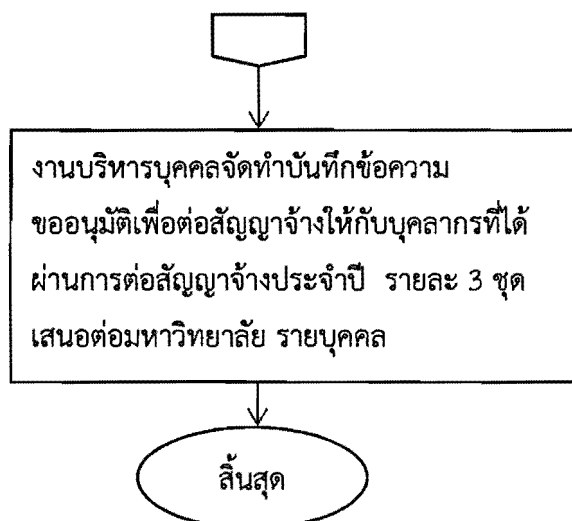 งานบริหารบุคคลจัดทำบันทึกข้อความ
ขออนุมัติเพื่อต่อสัญญาจ้างให้กับบุคลากรที่ได้
ผ่านการต่อสัญญาจ้างประจำปี รายละ 3 ชุด
เสนอต่อมหาวิทยาลัย รายบุคคล
สิ้นสุด